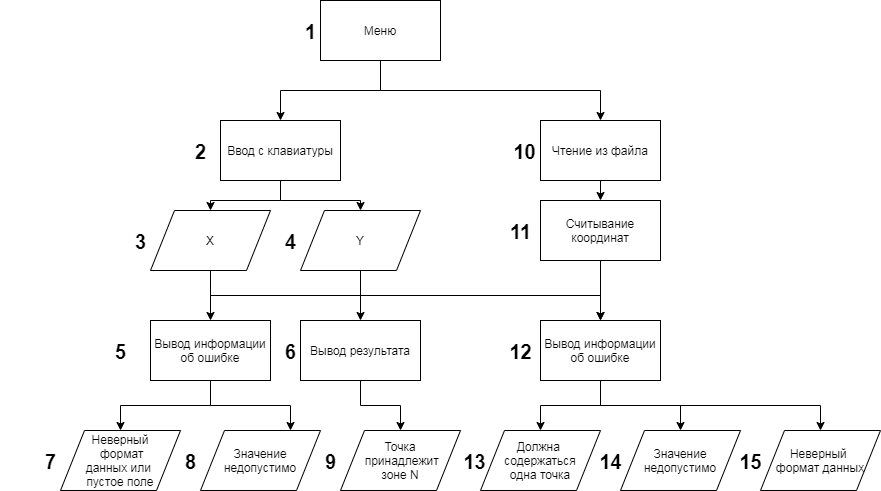 1
Меню
2
Ввод с клавиатуры
10
Чтение из файла
3
X
4
Y
11
Считывание
координат
5
Вывод информации
об ошибке
6
Вывод результата
12
Вывод информации
об ошибке
7
Неверный
формат
данных или
пустое поле
8
Значение
недопустимо
9
Точка
принадлежит
зоне N
13
Должна
содержаться
одна точка
14
Значение
недопустимо
15
Неверный
формат данных